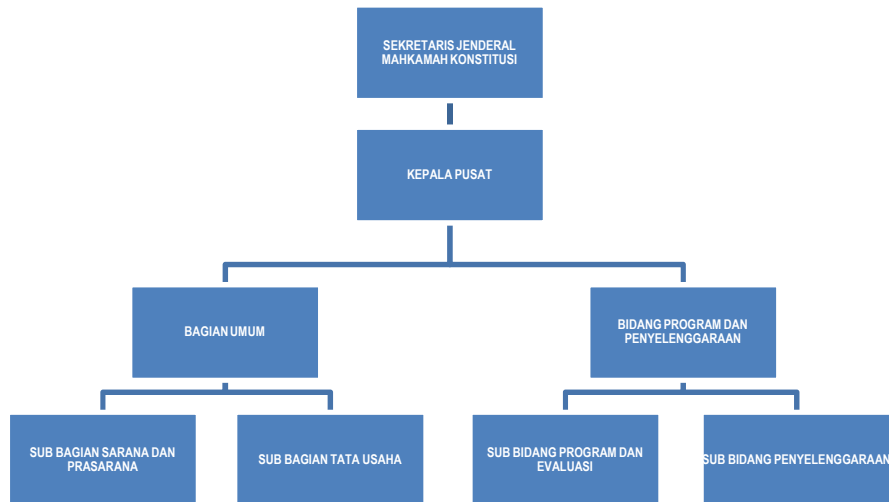 SEKRETARIS JENDERAL
MAHKAMAH KONSTITUSI
KEPALA PUSAT
BAGIAN UMUM
BIDANG PROGRAM DAN
PENYELENGGARAAN
SUB BAGIAN SARANA DAN
PRASARANA
SUB BAGIAN TATA USAHA
SUB BIDANG PROGRAM DAN
EVALUASI
SUB BIDANG PENYELENGGARAAN